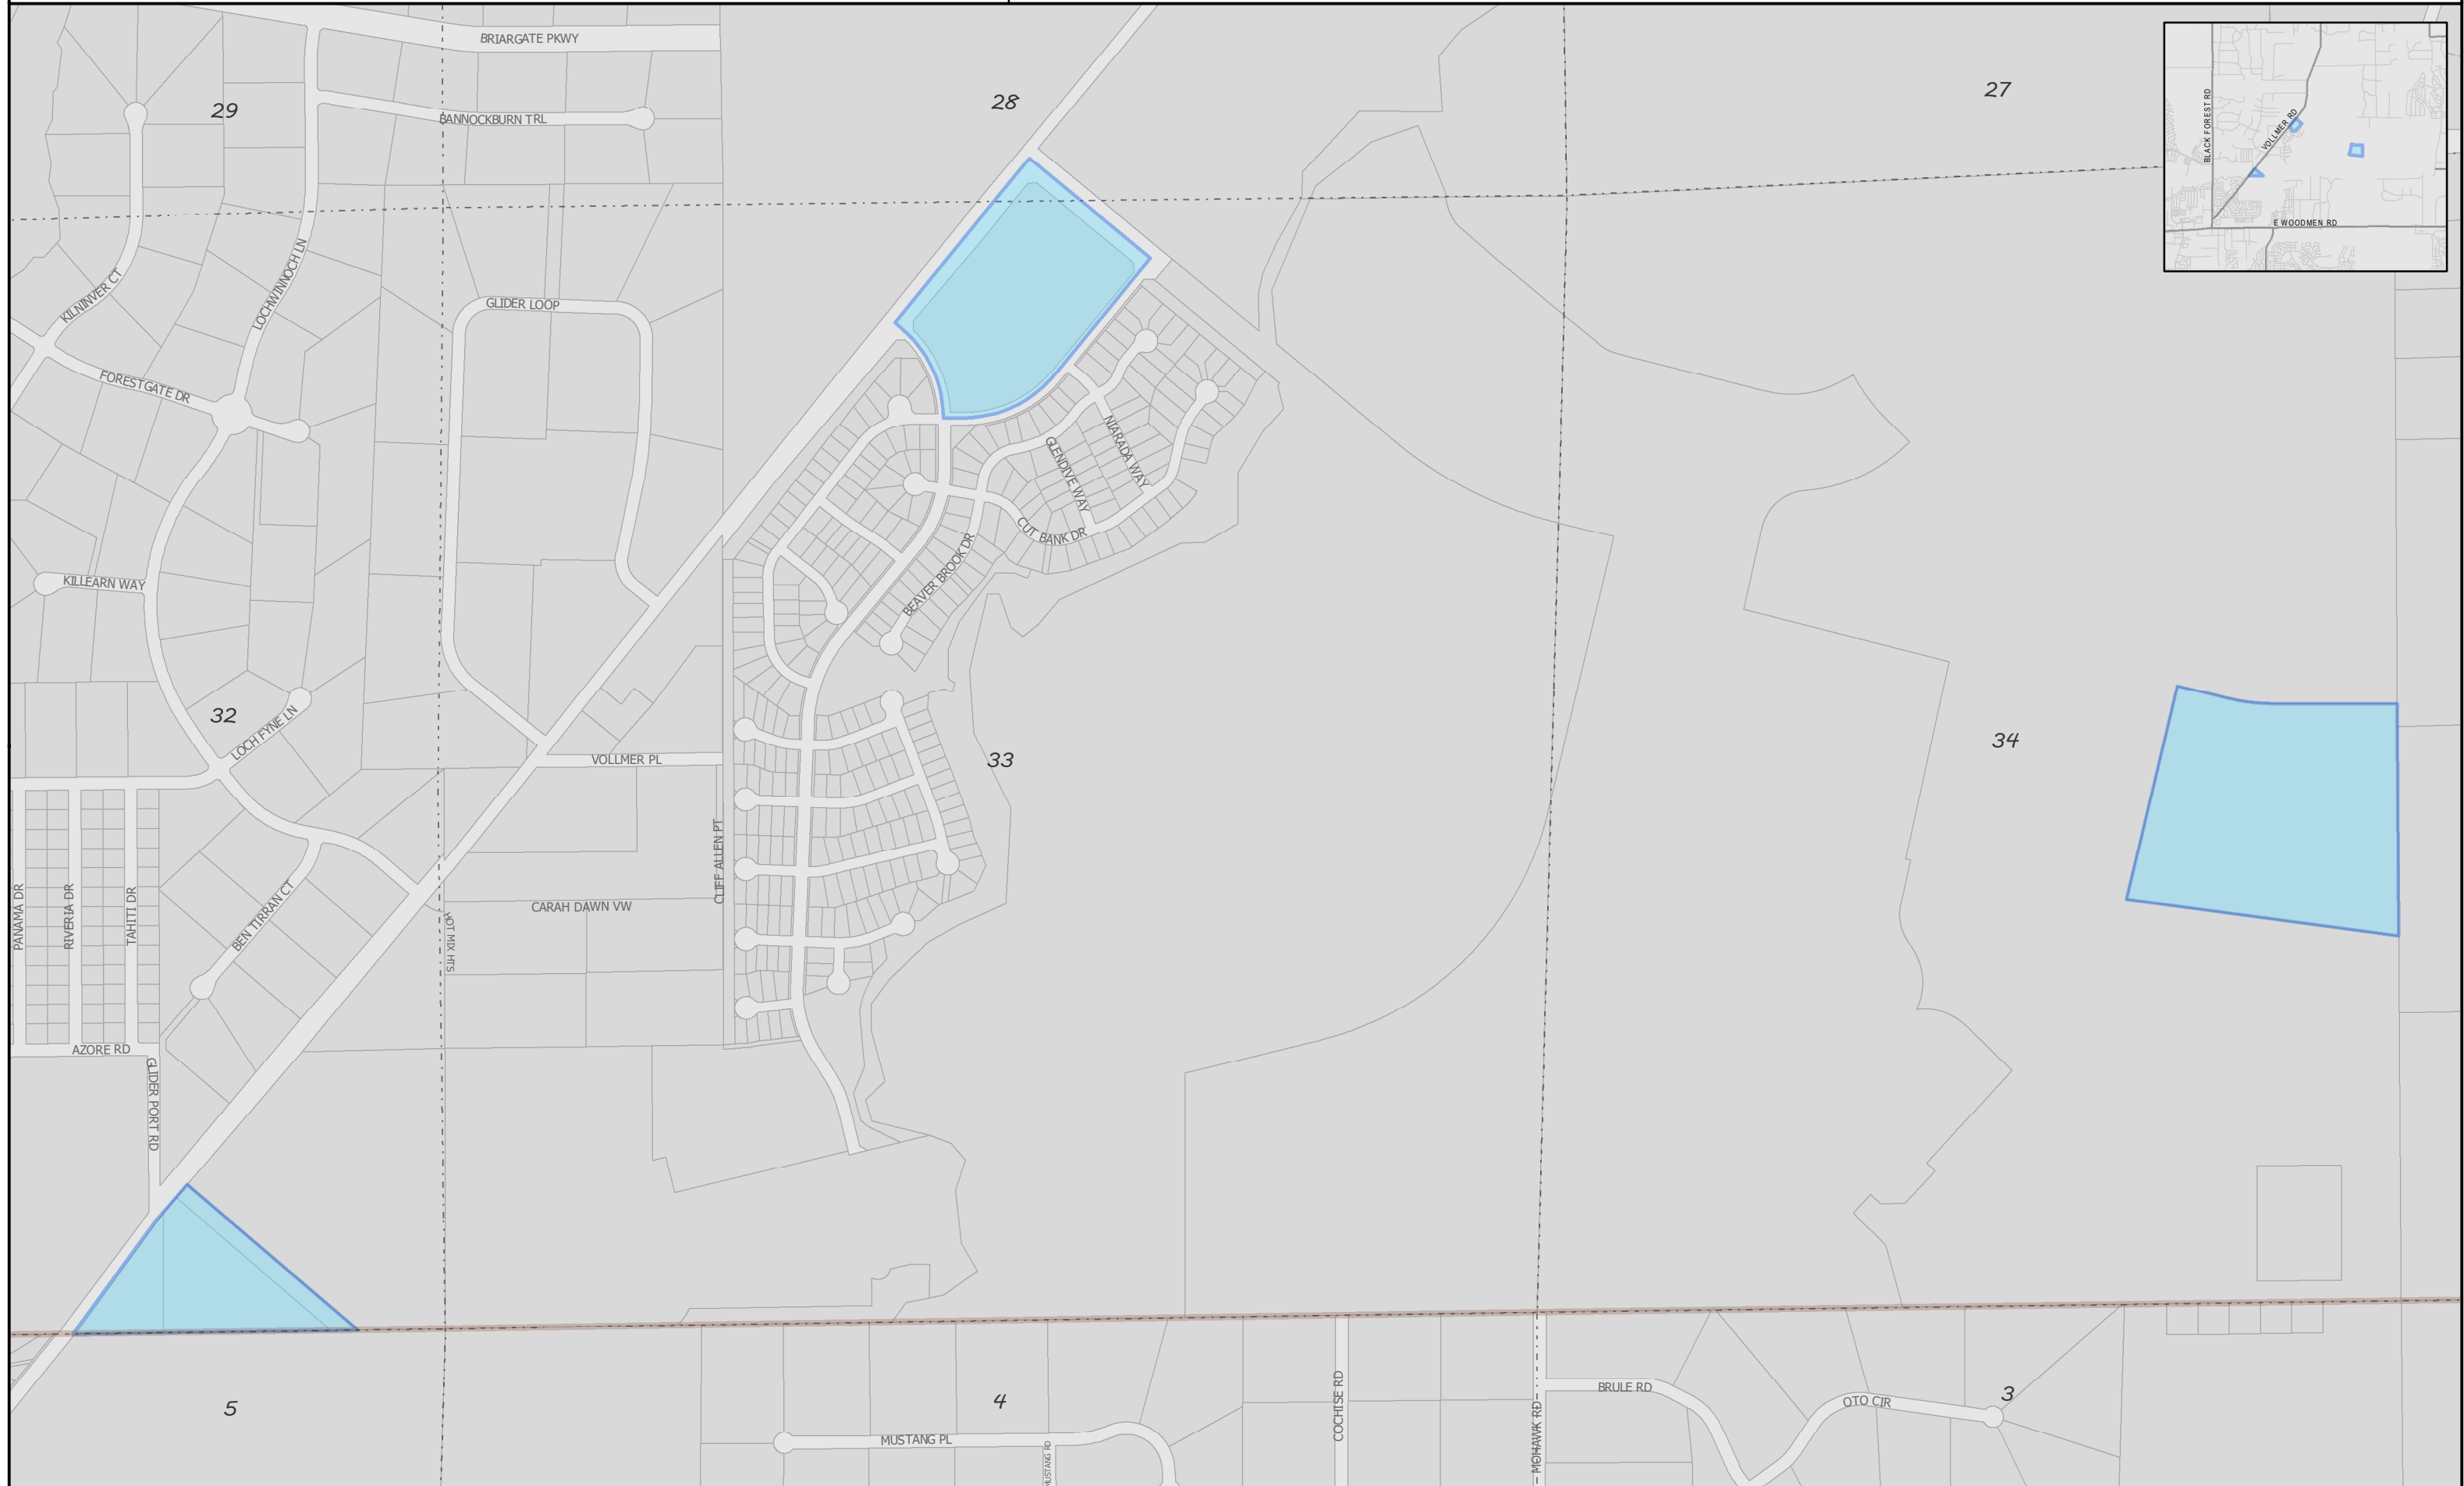 BRIARGATE PKWY
29
28
27
BANNOCKBURN TRL
BLACK FOREST RD
VOLLMER RD
E WOODMEN RD
KILNINVER CT
LOCHWINNOCH LN
GLIDER LOOP
FORESTGATE DR
NIARADA WAY
GLENDIVE WAY
CUT BANK DR
BEAVER BROOK DR
KILLEARN WAY
32
LOCH FYNE LN
VOLLMER PL
33
34
CLIFF ALLEN PT
PANAMA DR
RIVERIA DR
TAHITI DR
BEN TIRRAN CT
CARAH DAWN VW
HOT MIX HTS
AZORE RD
GLIDER PORT RD
5
4
3
COCHISE RD
MOHAWK RD
BRULE RD
OTO CIR
MUSTANG PL
MUSTANG RD